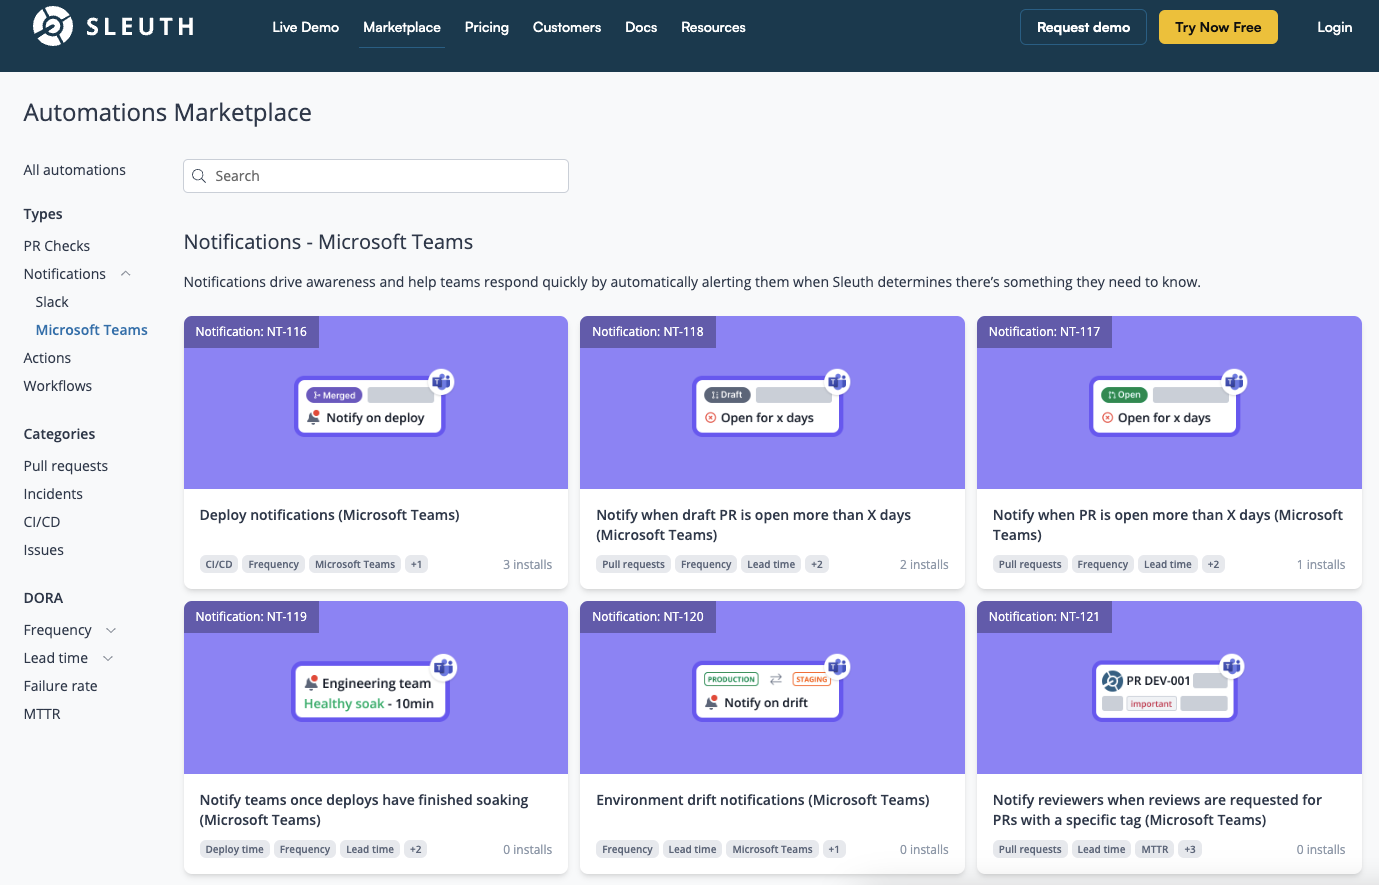 SLEUTH
Live Demo
Marketplace
Pricing
Customers
Docs
Resources
Request demo
Try Now Free
Login
Automations Marketplace
All automations
Types
PR Checks
Notifications
Slack
Microsoft Teams
Actions
Workflows
Categories
Pull requests
Incidents
CI/CD
Issues
DORA
Frequency
Lead time
Failure rate
MTTR
Search
Notifications - Microsoft Teams
Notifications drive awareness and help teams respond quickly by automatically alerting them when Sleuth determines there's something they need to know.
Notification: NT-116
Merged
Notify on deploy
Deploy notifications (Microsoft Teams)
CI/CD Frequency Microsoft Teams +1 3 installs
Notification: NT-118
Draft
Open for x days
Notify when draft PR is open more than X days
(Microsoft Teams)
Pull requests Frequency Lead time +2 2 installs
Notification: NT-117
Open
Open for x days
Notify when PR is open more than X days (Microsoft
Teams)
Pull requests Frequency Lead time +2 1 installs
Notification: NT-119
Engineering team
Healthy soak - 10min
Notify teams once deploys have finished soaking
(Microsoft Teams)
Deploy time Frequency Lead time +2 0 installs
Notification: NT-120
PRODUCTION STAGING
Notify on drift
Environment drift notifications (Microsoft Teams)
Frequency Lead time Microsoft Teams +1 0 installs
Notification: NT-121
PR DEV-001
important
Notify reviewers when reviews are requested for
PRs with a specific tag (Microsoft Teams)
Pull requests Lead time MTTR +3 0 installs